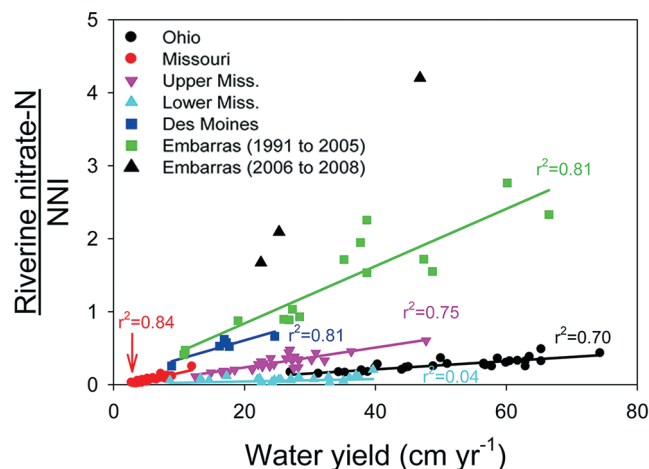 5
4
3
2
1
0
Riverine nitrate-N
NNI
Ohio
Missouri
Upper Miss.
Lower Miss.
Des Moines
Embarras (1991 to 2005)
Embarras (2006 to 2008)
r²=0.81
r²=0.84
r²=0.81
r²=0.75
r²=0.70
r²=0.04
0 20 40 60 80
Water yield (cm yr⁻¹)